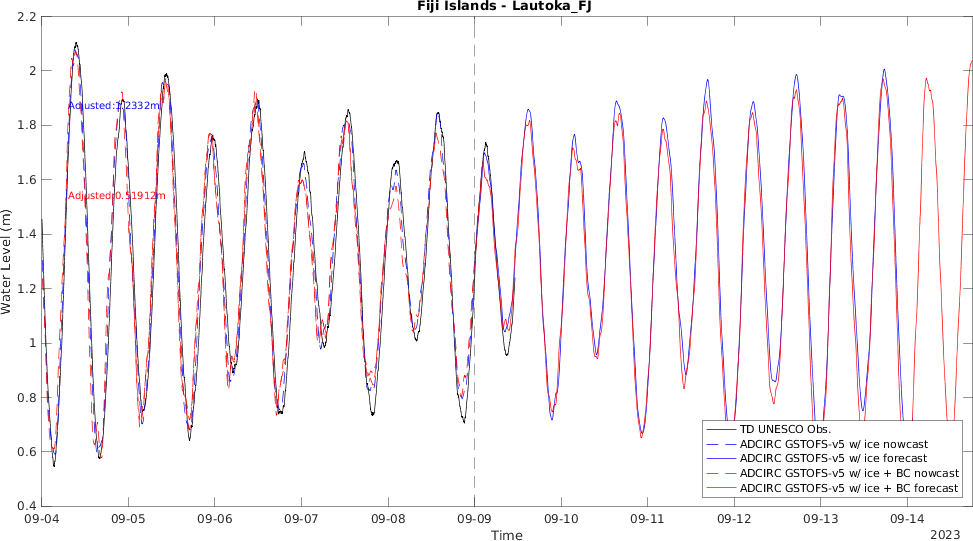 Fiji Islands - Lautoka_FJ
2.2
2
1.8
1.6
1.4
1.2
1
0.8
0.6
0.4
Water Level (m)
Adjusted:1.2332m
Adjusted:0.51912m
TD UNESCO Obs.
ADCIRC GSTOFS-v5 w/ ice nowcast
ADCIRC GSTOFS-v5 w/ ice forecast
ADCIRC GSTOFS-v5 w/ ice + BC nowcast
ADCIRC GSTOFS-v5 w/ ice + BC forecast
09-04 09-05 09-06 09-07 09-08 09-09 09-10 09-11 09-12 09-13 09-14
Time
2023